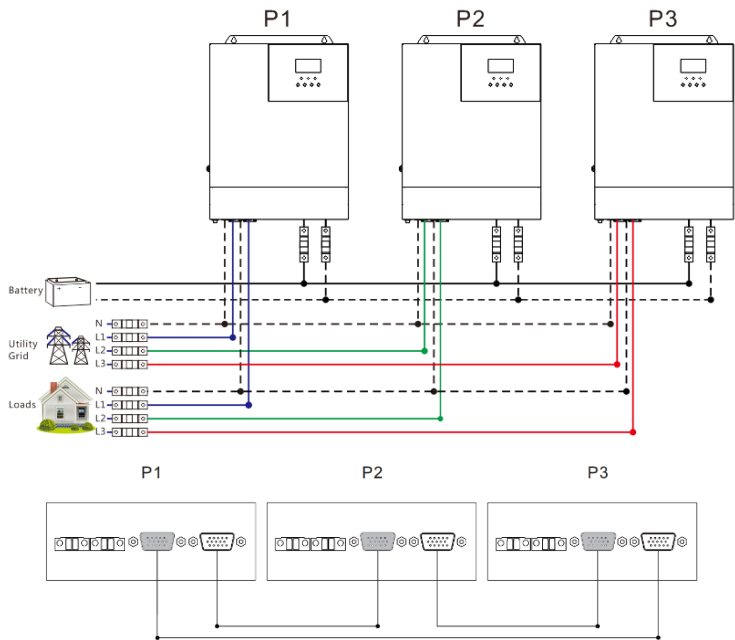 P1 P2 P3
Battery
Utility
Grid
N
L1
L2
L3
Loads
N
L1
L2
L3
P1 P2 P3